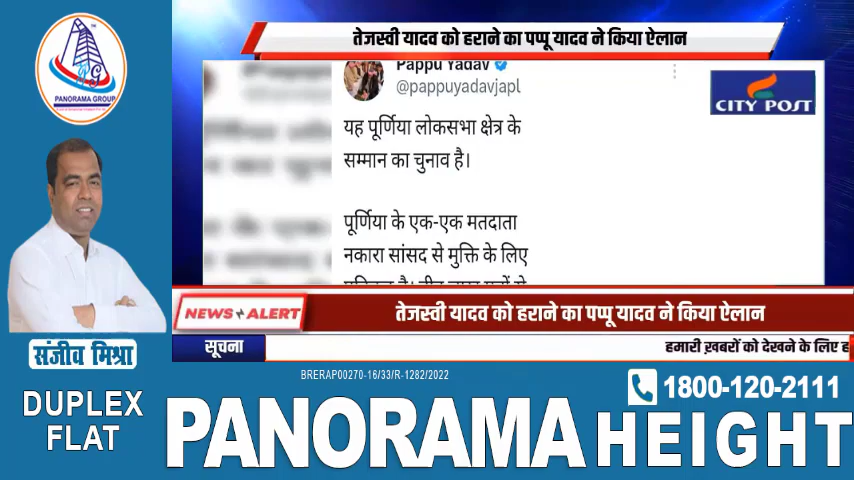 तेजस्वी यादव को हराने का पप्पू यादव ने किया ऐलान
PANORAMA GROUP
Pappu Yadav
@pappuyadavjapl
CITY POST
यह पूर्णिया लोकसभा क्षेत्र के
सम्मान का चुनाव है।
पूर्णिया के एक-एक मतदाता
नकारा सांसद से मुक्ति के लिए
NEWS ALERT
तेजस्वी यादव को हराने का पप्पू यादव ने किया ऐलान
सूचना
हमारी ख़बरों को देखने के लिए ह
संजीव मिश्रा
BRERAP00270-16/33/R-1282/2022
1800-120-2111
DUPLEX
FLAT
PANORAMA HEIGHT